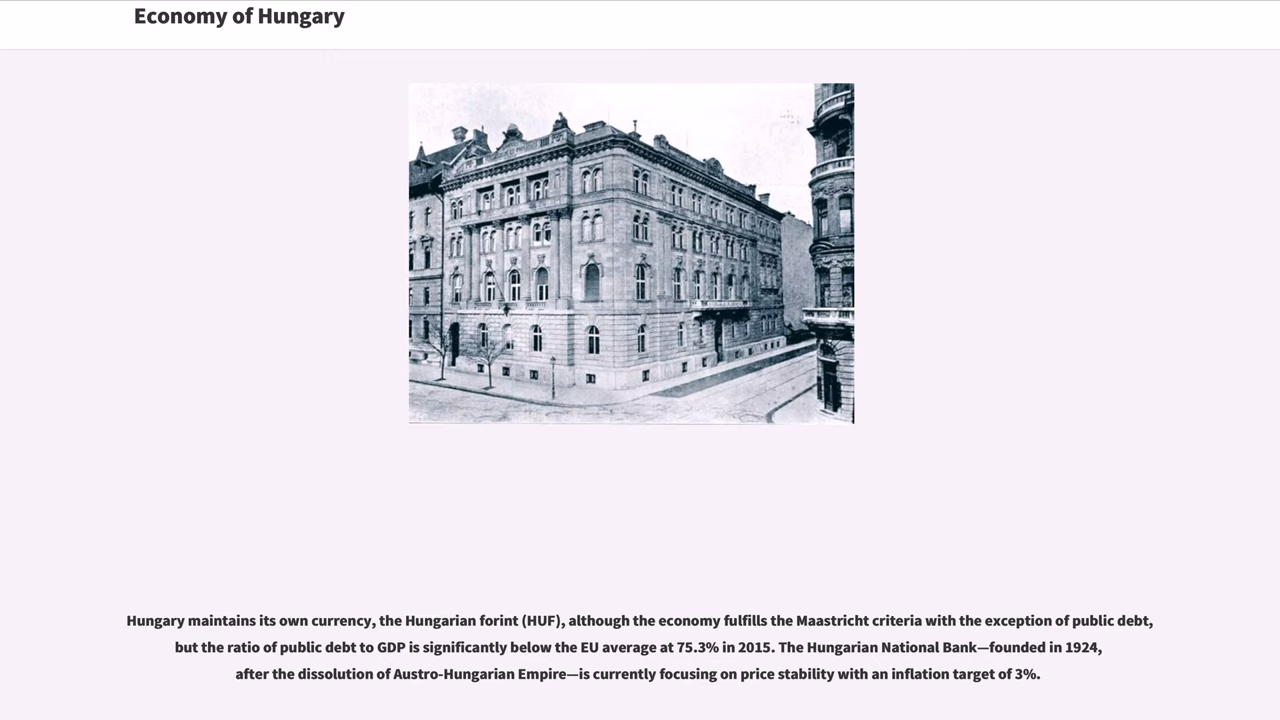 Economy of Hungary
Hungary maintains its own currency, the Hungarian forint (HUF), although the economy fulfills the Maastricht criteria with the exception of public debt,
but the ratio of public debt to GDP is significantly below the EU average at 75.3% in 2015. The Hungarian National Bank—founded in 1924,
after the dissolution of Austro-Hungarian Empire—is currently focusing on price stability with an inflation target of 3%.